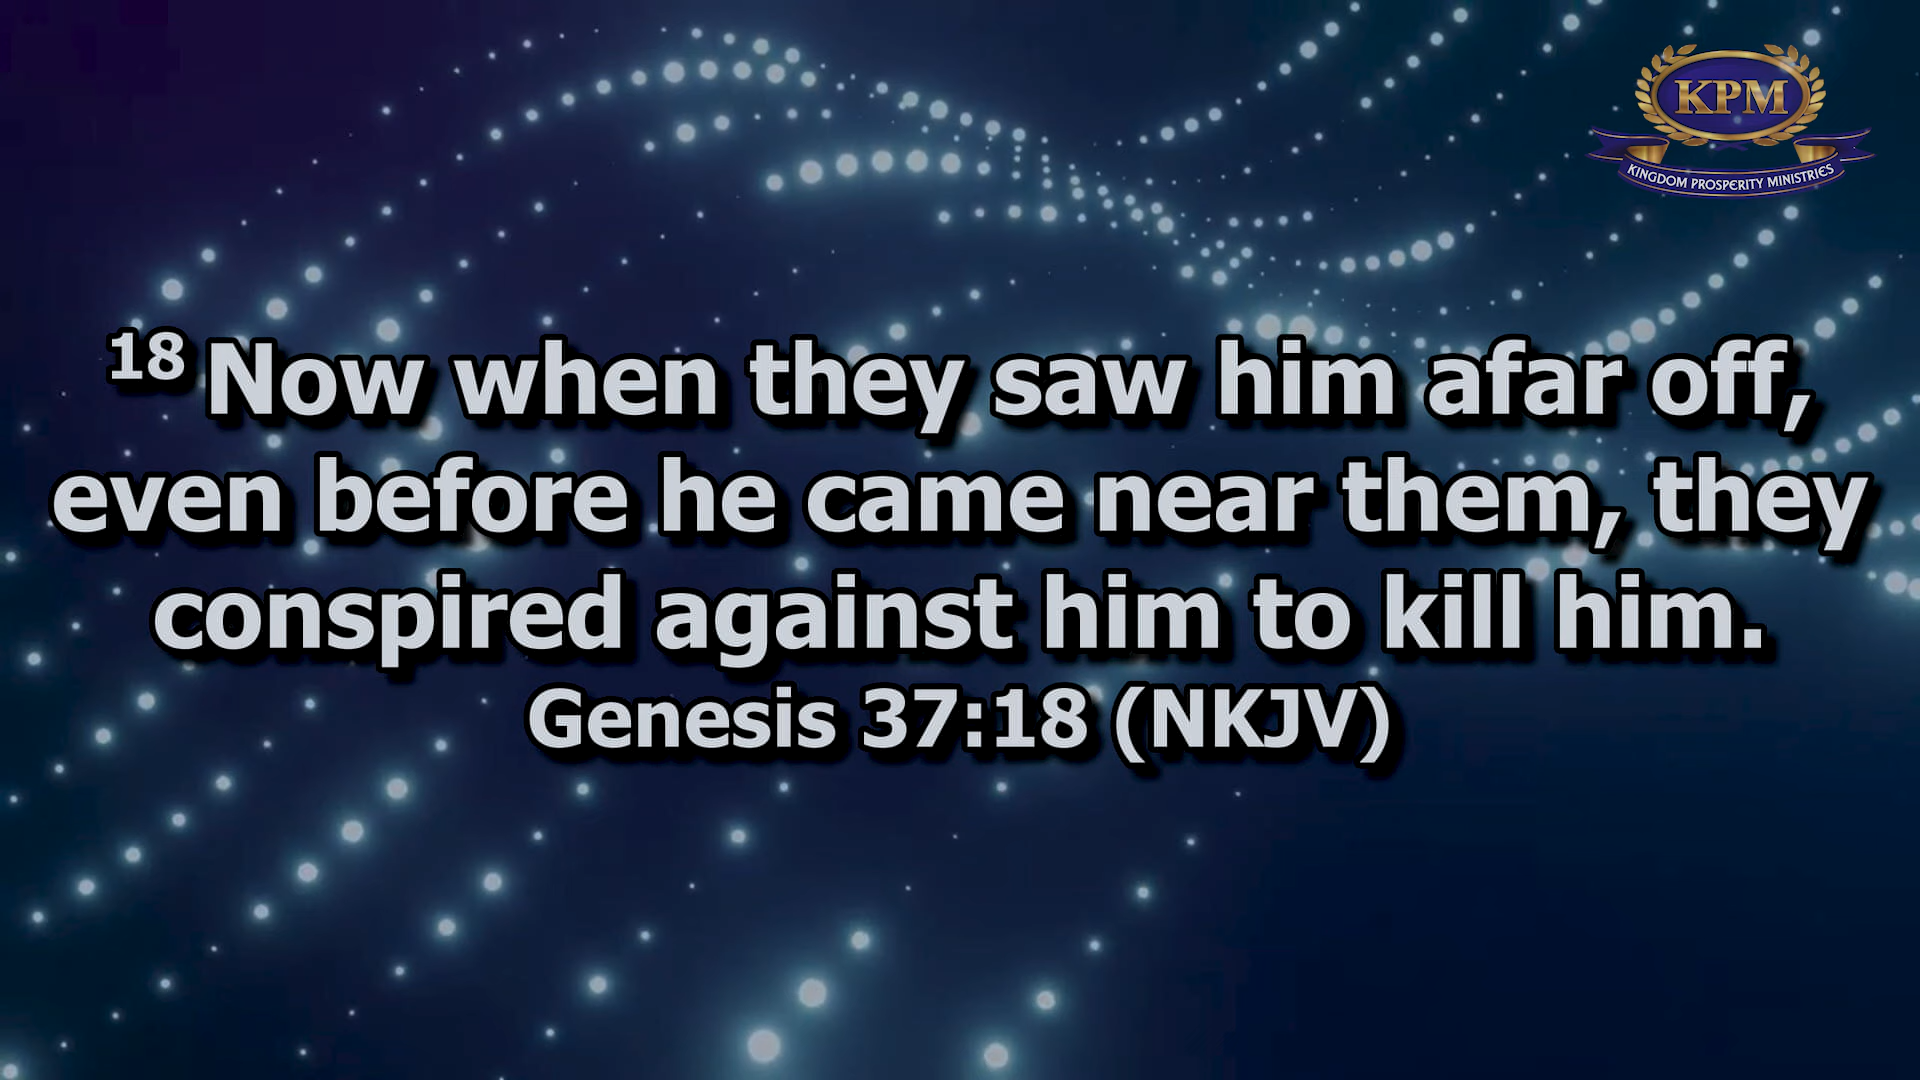 KPM
KINGDOM PROSPERITY MINISTRIES
18 Now when they saw him afar off,
even before he came near them, they
conspired against him to kill him.
Genesis 37:18 (NKJV)